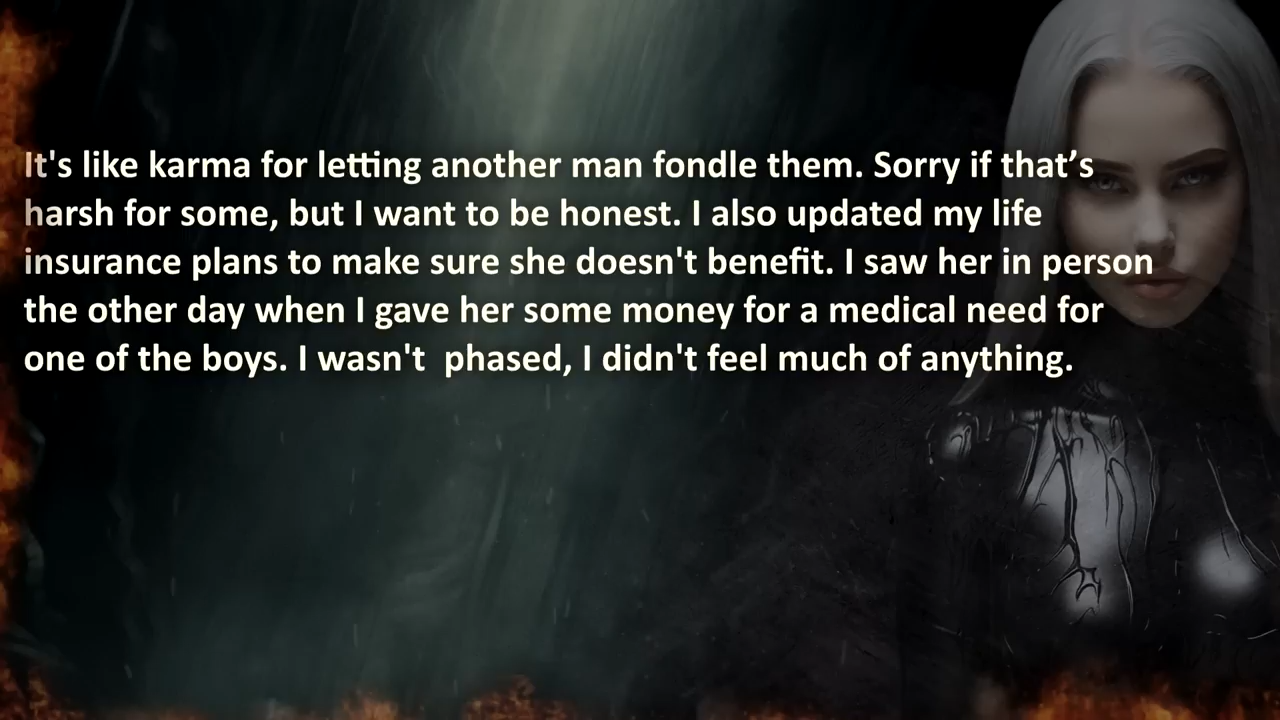 It's like karma for letting another man fondle them. Sorry if that’s
harsh for some, but I want to be honest. I also updated my life
insurance plans to make sure she doesn't benefit. I saw her in person
the other day when I gave her some money for a medical need for
one of the boys. I wasn't  phased, I didn't feel much of anything.